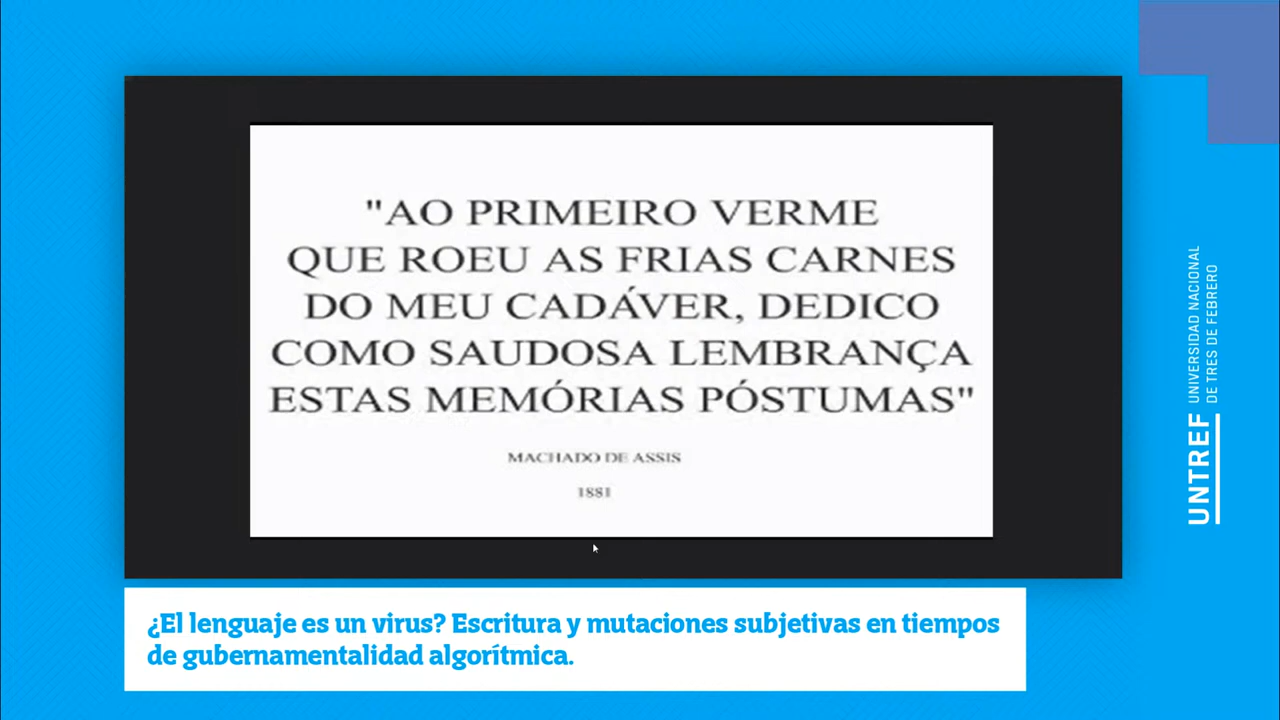 "AO PRIMEIRO VERME
QUE ROEU AS FRIAS CARNES
DO MEU CADÁVER, DEDICO
COMO SAUDOSA LEMBRANÇA
ESTAS MEMÓRIAS PÓSTUMAS"
MACHADO DE ASSIS
1881
¿El lenguaje es un virus? Escritura y mutaciones subjetivas en tiempos
de gubernamentalidad algorítmica.
UNTREF
UNIVERSIDAD NACIONAL
DE TRES DE FEBRERO